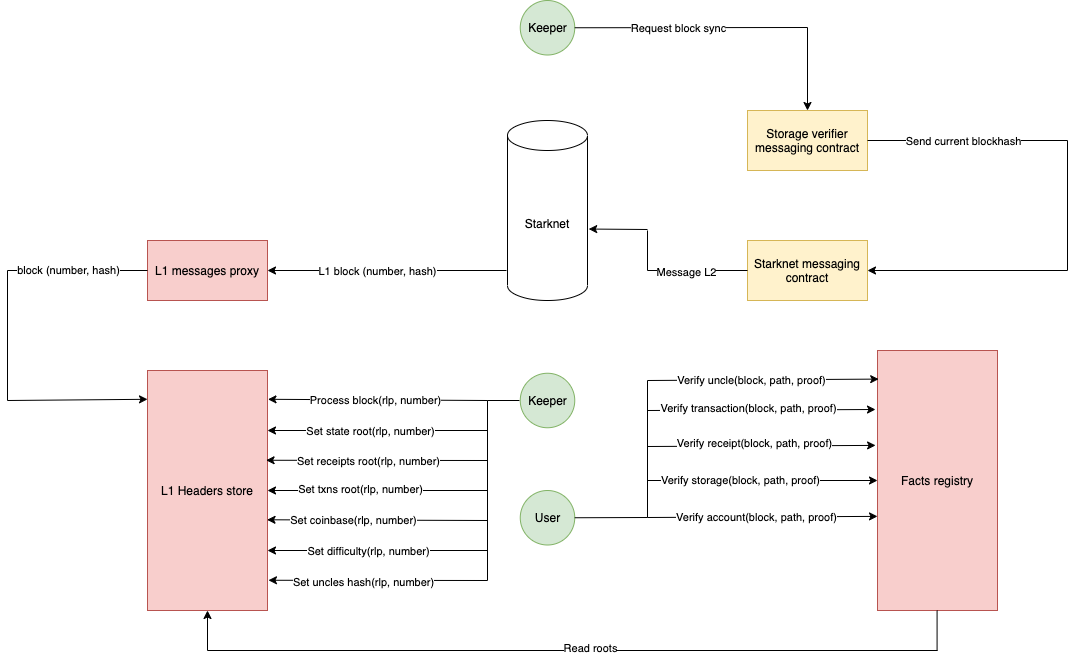 Keeper
Request block sync
Storage verifier
messaging contract
Send current blockhash
Starknet
L1 messages proxy
block (number, hash)
L1 block (number, hash)
Message L2
Starknet messaging
contract
Keeper
Process block(rlp, number)
Set state root(rlp, number)
Set receipts root(rlp, number)
Set txns root(rlp, number)
Set coinbase(rlp, number)
Set difficulty(rlp, number)
Set uncles hash(rlp, number)
L1 Headers store
User
Verify uncle(block, path, proof)
Verify transaction(block, path, proof)
Verify receipt(block, path, proof)
Verify storage(block, path, proof)
Verify account(block, path, proof)
Facts registry
Read roots